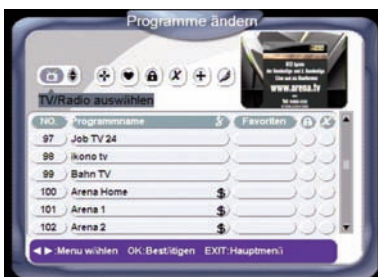 Programme ändern
www.arena.tv
TV/Radio auswählen
NO. Programmname $ Favoriten
97 Job TV 24
98 ikono tv
99 Bahn TV
100 Arena Home $
101 Arena 1 $
102 Arena 2 $
Menu wählen OK:Bestätigen EXIT:Hauptmenü